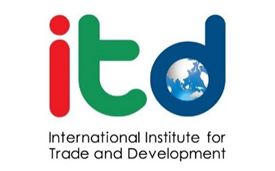 itd
International Institute for
Trade and Development